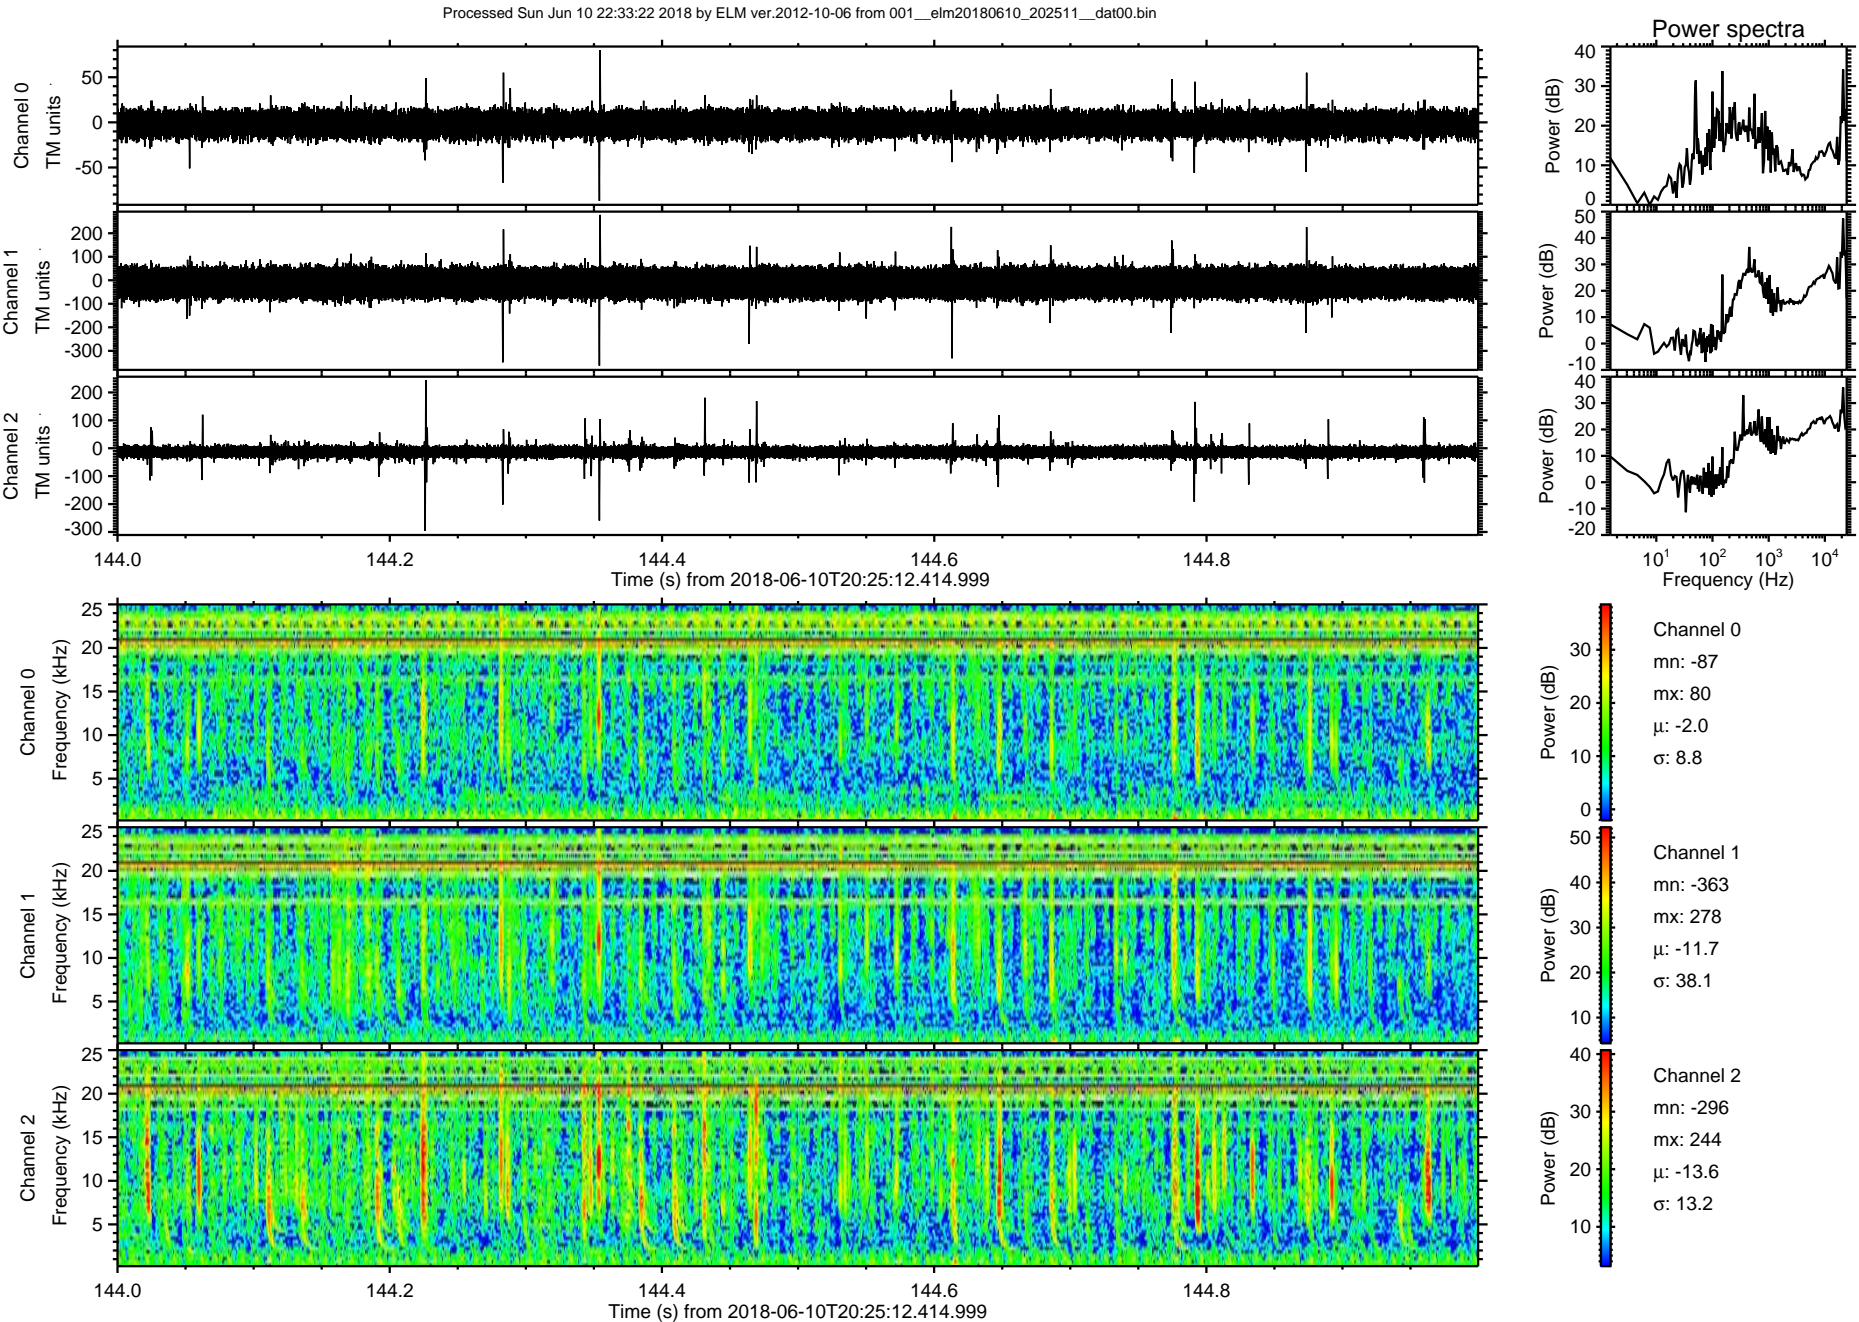 Processed Sun Jun 10 22:33:22 2018 by ELM ver.2012-10-06 from 001__elm20180610_202511__dat00.bin
Power spectra
Channel 0
TM units
50
0
-50
Power (dB)
40
30
20
10
0
Channel 1
TM units
200
100
0
-100
-200
-300
Power (dB)
50
40
30
20
10
0
-10
Channel 2
TM units
200
100
0
-100
-200
-300
Power (dB)
40
30
20
10
0
-10
-20
144.0 144.2 144.4 144.6 144.8
Time (s) from 2018-06-10T20:25:12.414.999
10^1 10^2 10^3 10^4
Frequency (Hz)
Channel 0
Frequency (kHz)
25
20
15
10
5
Power (dB)
30
20
10
0
Channel 0
mn: -87
mx: 80
μ: -2.0
σ: 8.8
Channel 1
Frequency (kHz)
25
20
15
10
5
Power (dB)
50
40
30
20
10
Channel 1
mn: -363
mx: 278
μ: -11.7
σ: 38.1
Channel 2
Frequency (kHz)
25
20
15
10
5
Power (dB)
40
30
20
10
Channel 2
mn: -296
mx: 244
μ: -13.6
σ: 13.2
144.0 144.2 144.4 144.6 144.8
Time (s) from 2018-06-10T20:25:12.414.999